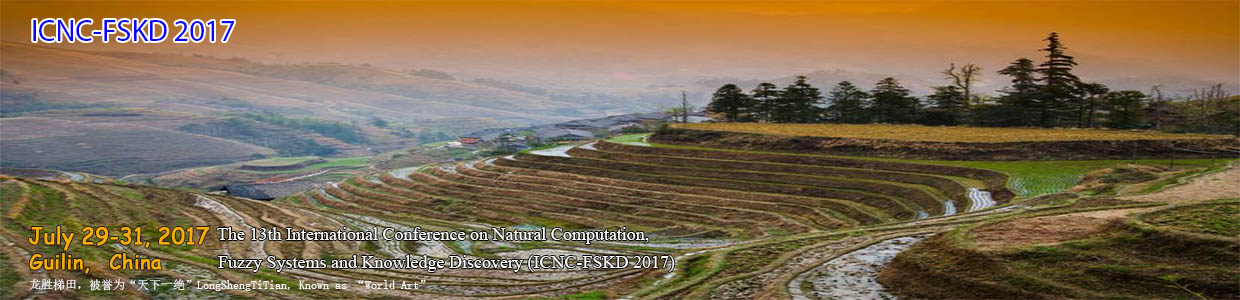 ICNC-FSKD 2017
July 29-31, 2017
Guilin, China
The 13th International Conference on Natural Computation,
Fuzzy Systems and Knowledge Discovery (ICNC-FSKD 2017)
龙胜梯田，被誉为“天下一绝”LongShengTiTian, Known as “World Art”